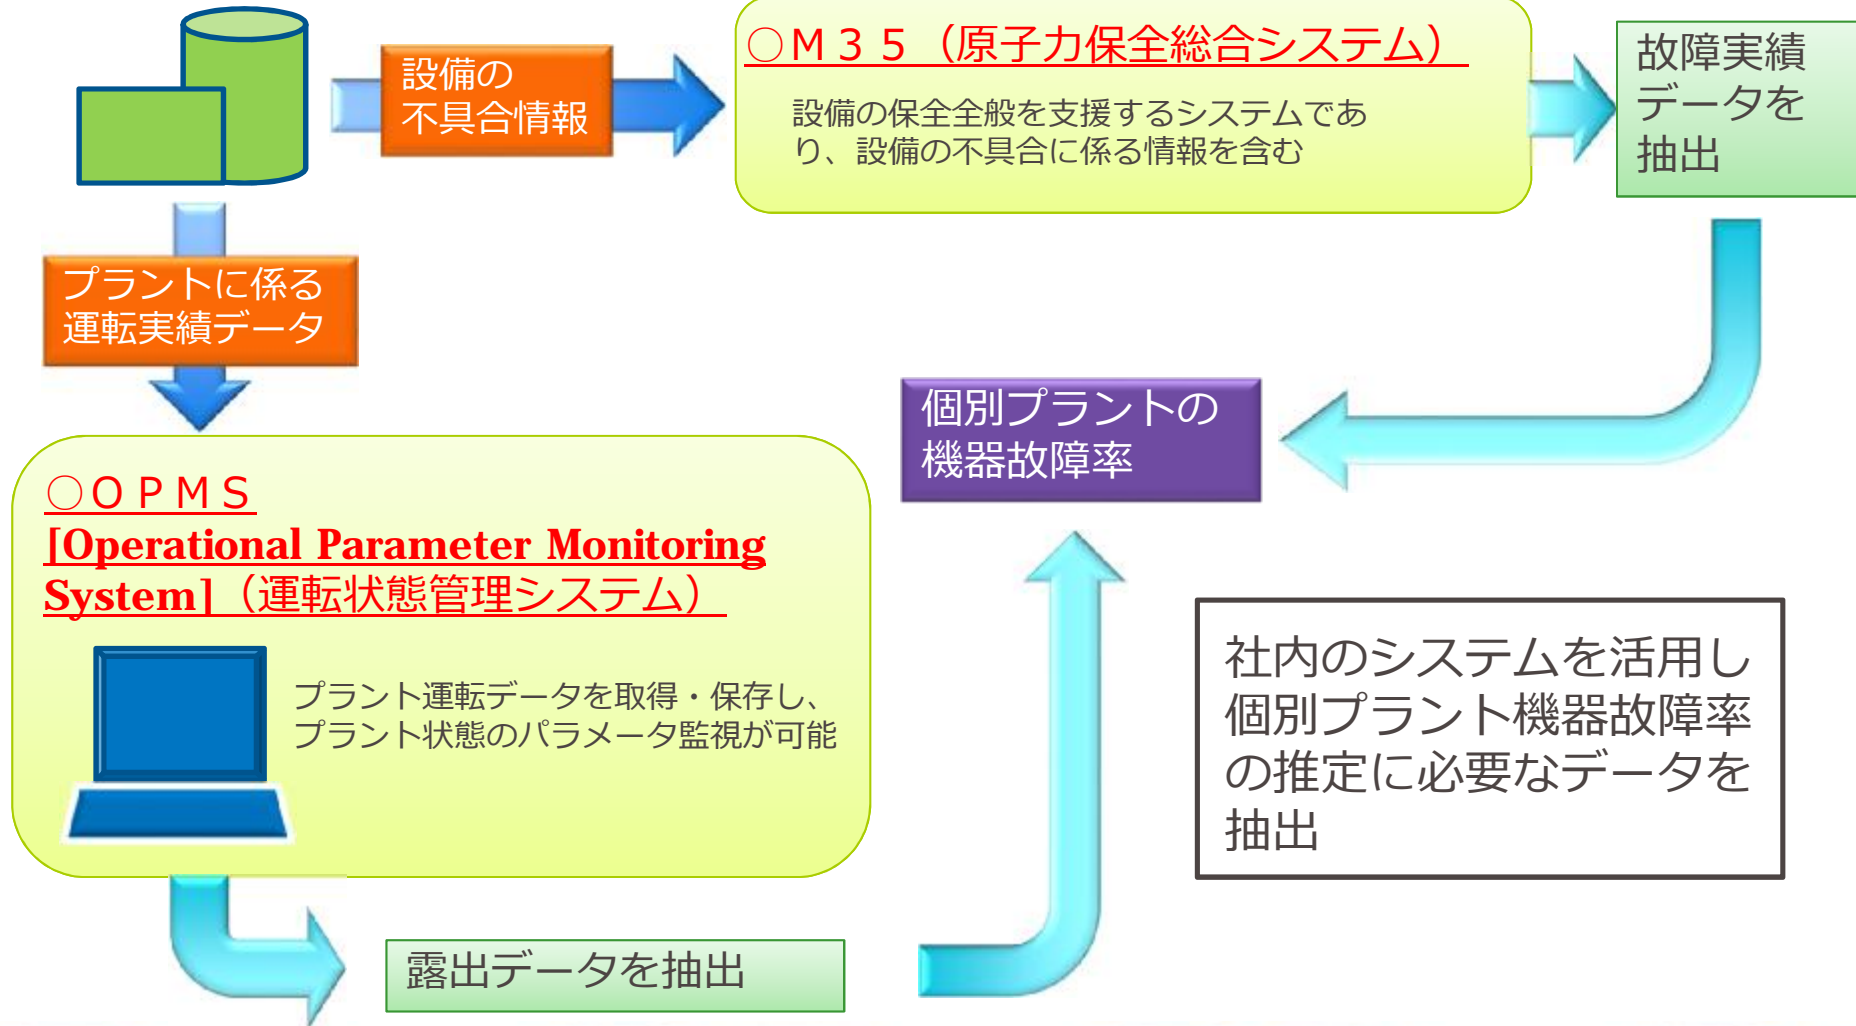 設備の
不具合情報
○Ｍ３５（原子力保全総合システム）
設備の保全全般を支援するシステムであ
り、設備の不具合に係る情報を含む
故障実績
データを
抽出
プラントに係る
運転実績データ
個別プラントの
機器故障率
○ＯＰＭＳ
[Operational Parameter Monitoring
System]（運転状態管理システム）
プラント運転データを取得・保存し、
プラント状態のパラメータ監視が可能
社内のシステムを活用し
個別プラント機器故障率
の推定に必要なデータを
抽出
露出データを抽出